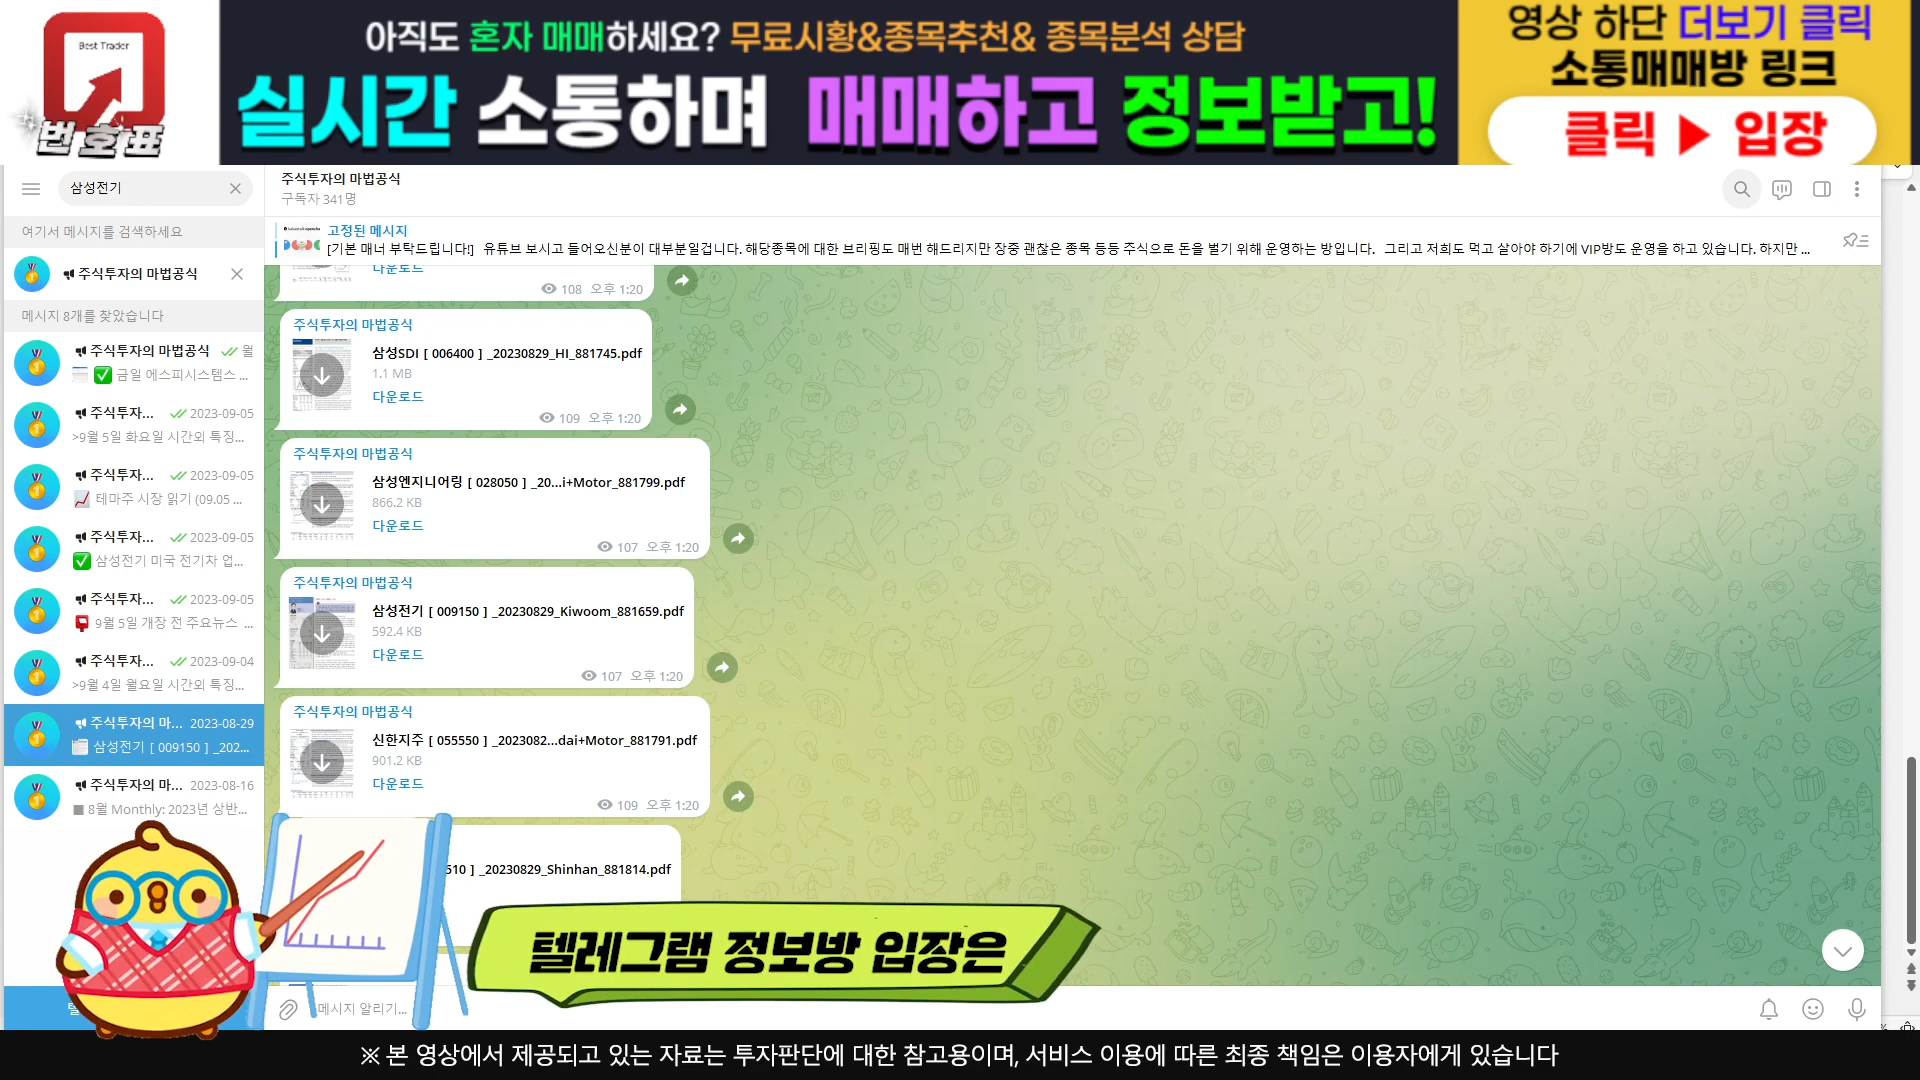 Best Trader
번호표
아직도 혼자 매매하세요? 무료시황&종목추천& 종목분석 상담
실시간 소통하며 매매하고 정보받고!
영상 하단 더보기 클릭
소통매매방 링크
클릭 ▶ 입장
삼성전기
여기서 메시지를 검색하세요
주식투자의 마법공식
메시지 8개를 찾았습니다
주식투자의 마법공식 월
✅ 금일 에스피시스템스 ...
주식투자... 2023-09-05
>9월 5일 화요일 시간외 특징...
주식투자... 2023-09-05
테마주 시장 읽기 (09.05 ...
주식투자... 2023-09-05
✅ 삼성전기 미국 전기차 업...
주식투자... 2023-09-05
9월 5일 개장 전 주요뉴스 ...
주식투자... 2023-09-04
>9월 4일 월요일 시간외 특징...
주식투자의 마... 2023-08-29
삼성전기 [ 009150 ] _202...
주식투자의 마... 2023-08-16
■ 8월 Monthly: 2023년 상반...
주식투자의 마법공식
구독자 341명
고정된 메시지
[기본 매너 부탁드립니다!] 유튜브 보시고 들어오신분이 대부분일겁니다. 해당종목에 대한 브리핑도 매번 해드리지만 장중 괜찮은 종목 등등 주식으로 돈을 벌기 위해 운영하는 방입니다. 그리고 저희도 먹고 살아야 하기에 VIP방도 운영을 하고 있습니다. 하지만 ...
다운로드
108 오후 1:20
주식투자의 마법공식
삼성SDI [ 006400 ] _20230829_HI_881745.pdf
1.1 MB
다운로드
109 오후 1:20
주식투자의 마법공식
삼성엔지니어링 [ 028050 ] _20...i+Motor_881799.pdf
866.2 KB
다운로드
107 오후 1:20
주식투자의 마법공식
삼성전기 [ 009150 ] _20230829_Kiwoom_881659.pdf
592.4 KB
다운로드
107 오후 1:20
주식투자의 마법공식
신한지주 [ 055550 ] _2023082...dai+Motor_881791.pdf
901.2 KB
다운로드
109 오후 1:20
510 ] _20230829_Shinhan_881814.pdf
텔레그램 정보방 입장은
메시지 알리기...
※ 본 영상에서 제공되고 있는 자료는 투자판단에 대한 참고용이며, 서비스 이용에 따른 최종 책임은 이용자에게 있습니다